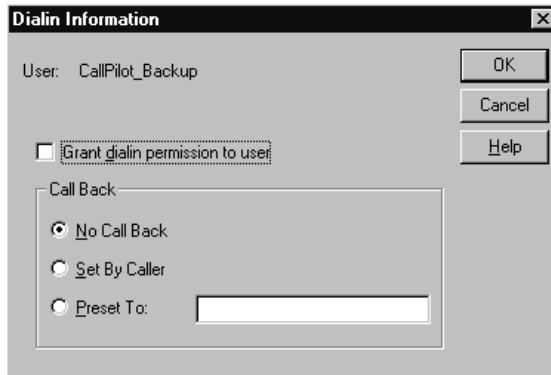 Dialin Information
User: CallPilot_Backup
OK
Cancel
Grant dialin permission to user
Help
Call Back
No Call Back
Set By Caller
Preset To: